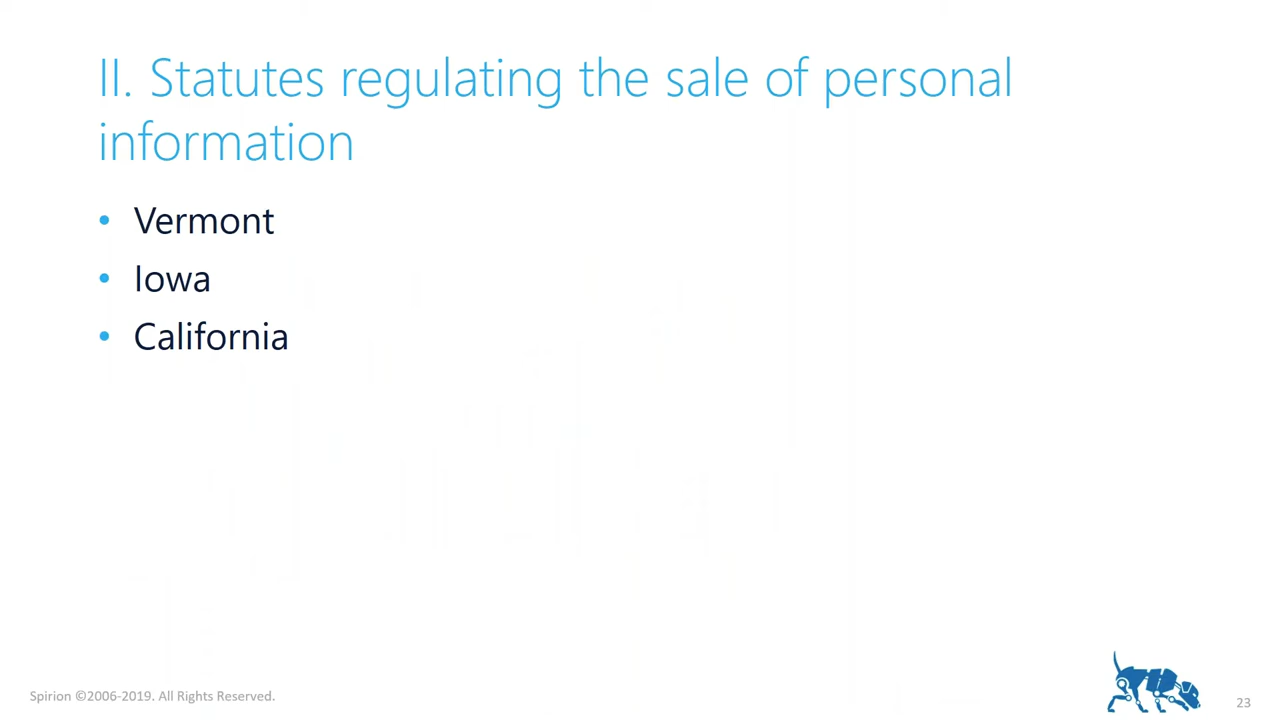 II. Statutes regulating the sale of personal
information
• Vermont
• Iowa
• California
Spirion ©2006-2019. All Rights Reserved.
23